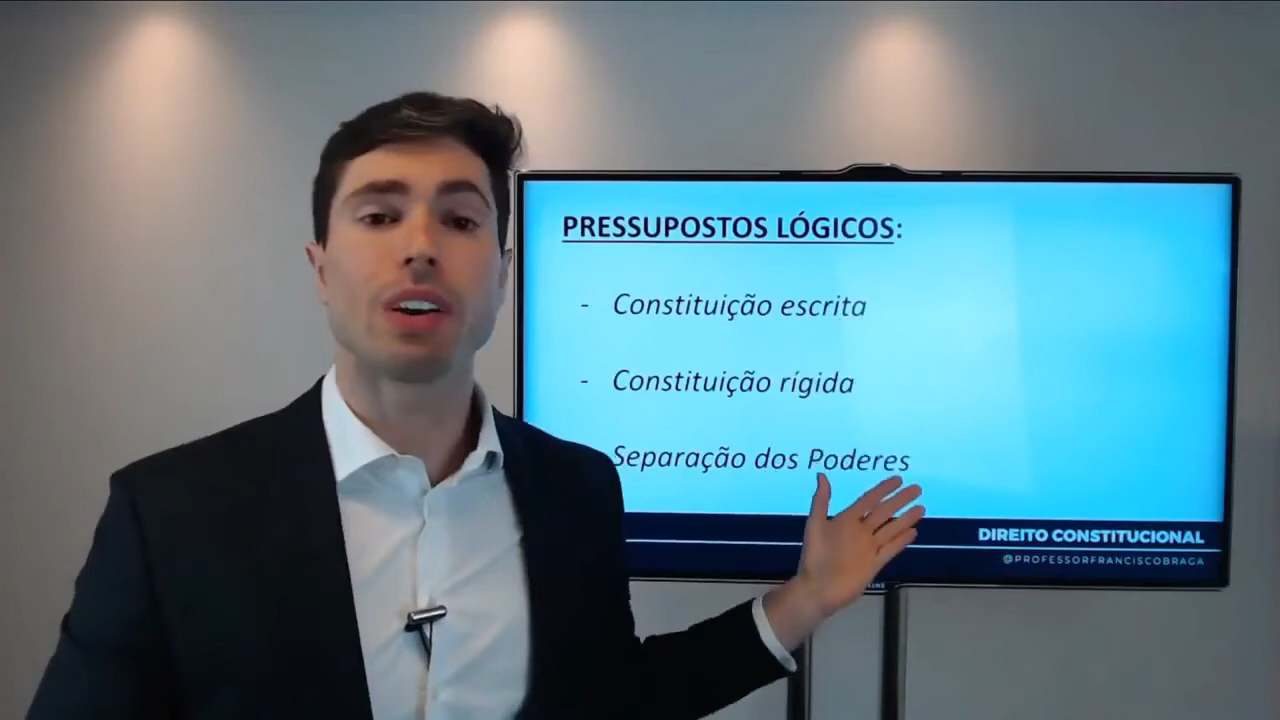 PRESSUPOSTOS LÓGICOS:
- Constituição escrita
- Constituição rígida
Separação dos Poderes
DIREITO CONSTITUCIONAL
@PROFESSORFRANCISCOBRAGA